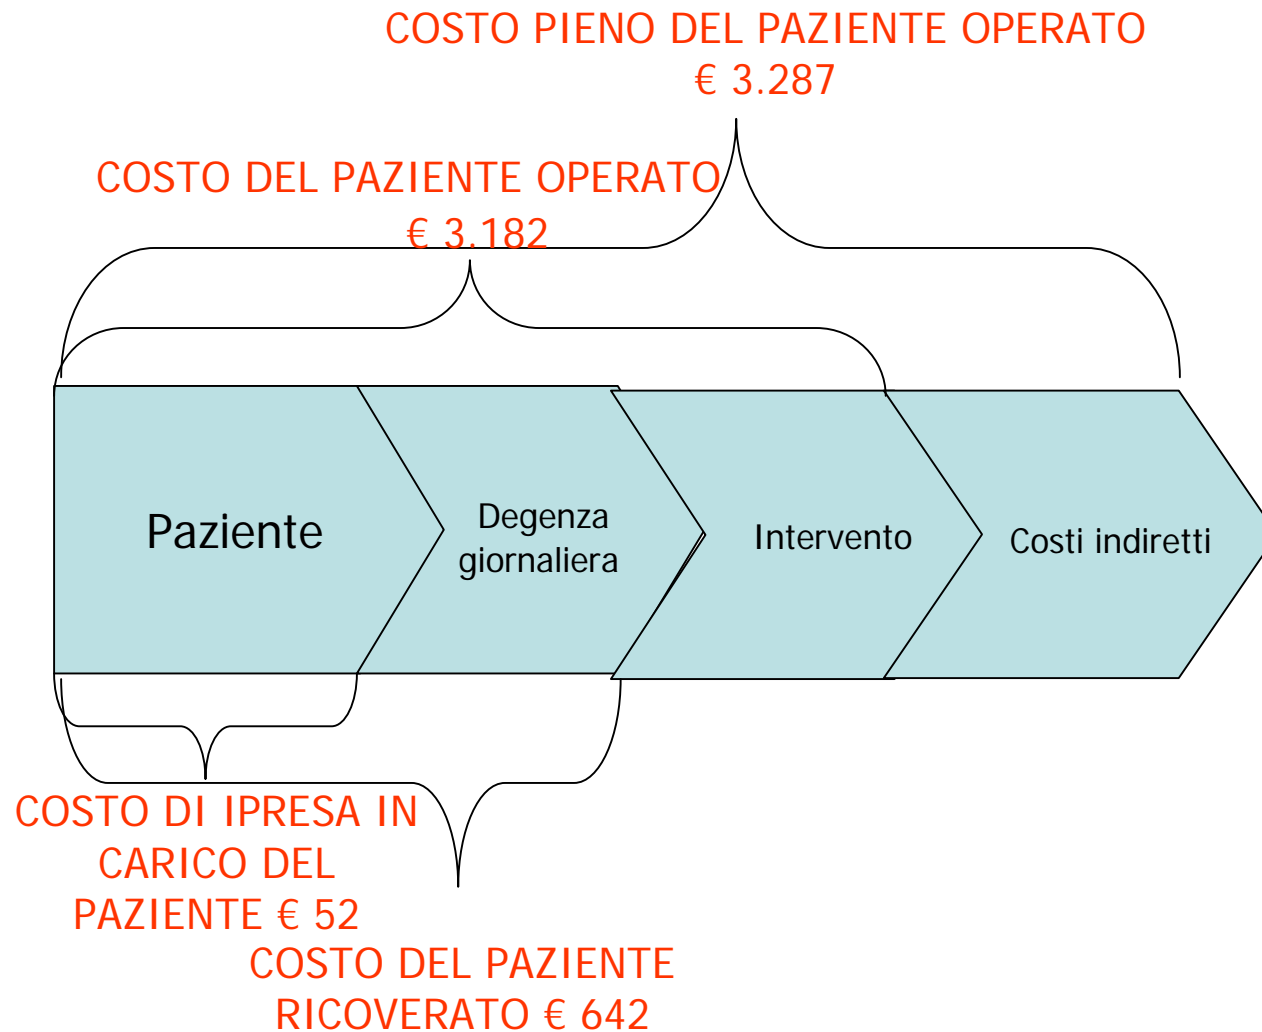 COSTO PIENO DEL PAZIENTE OPERATO
€ 3.287
COSTO DEL PAZIENTE OPERATO
€ 3.182
Paziente
Degenza
giornaliera
Intervento
Costi indiretti
COSTO DI IPRESA IN
CARICO DEL
PAZIENTE € 52
COSTO DEL PAZIENTE
RICOVERATO € 642